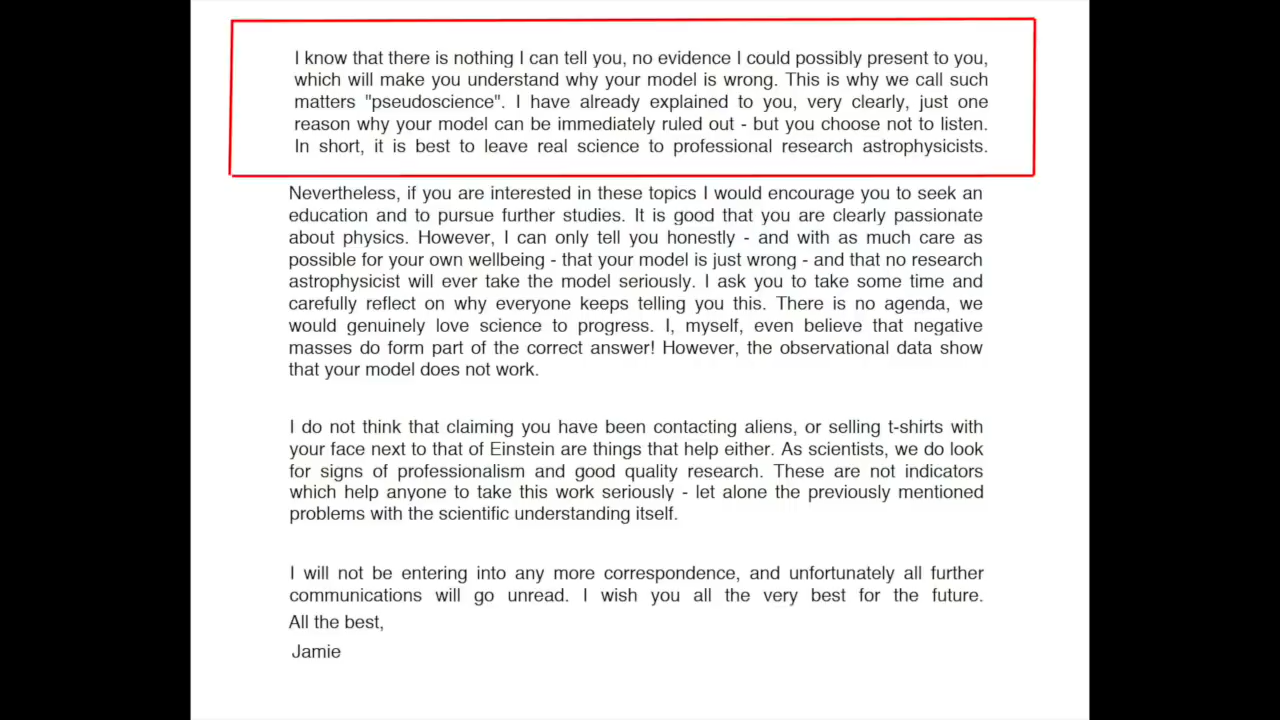 I know that there is nothing I can tell you, no evidence I could possibly present to you,
which will make you understand why your model is wrong. This is why we call such
matters "pseudoscience". I have already explained to you, very clearly, just one
reason why your model can be immediately ruled out - but you choose not to listen.
In short, it is best to leave real science to professional research astrophysicists.
Nevertheless, if you are interested in these topics I would encourage you to seek an
education and to pursue further studies. It is good that you are clearly passionate
about physics. However, I can only tell you honestly - and with as much care as
possible for your own wellbeing - that your model is just wrong - and that no research
astrophysicist will ever take the model seriously. I ask you to take some time and
carefully reflect on why everyone keeps telling you this. There is no agenda, we
would genuinely love science to progress. I, myself, even believe that negative
masses do form part of the correct answer! However, the observational data show
that your model does not work.
I do not think that claiming you have been contacting aliens, or selling t-shirts with
your face next to that of Einstein are things that help either. As scientists, we do look
for signs of professionalism and good quality research. These are not indicators
which help anyone to take this work seriously - let alone the previously mentioned
problems with the scientific understanding itself.
I will not be entering into any more correspondence, and unfortunately all further
communications will go unread. I wish you all the very best for the future.
All the best,
Jamie